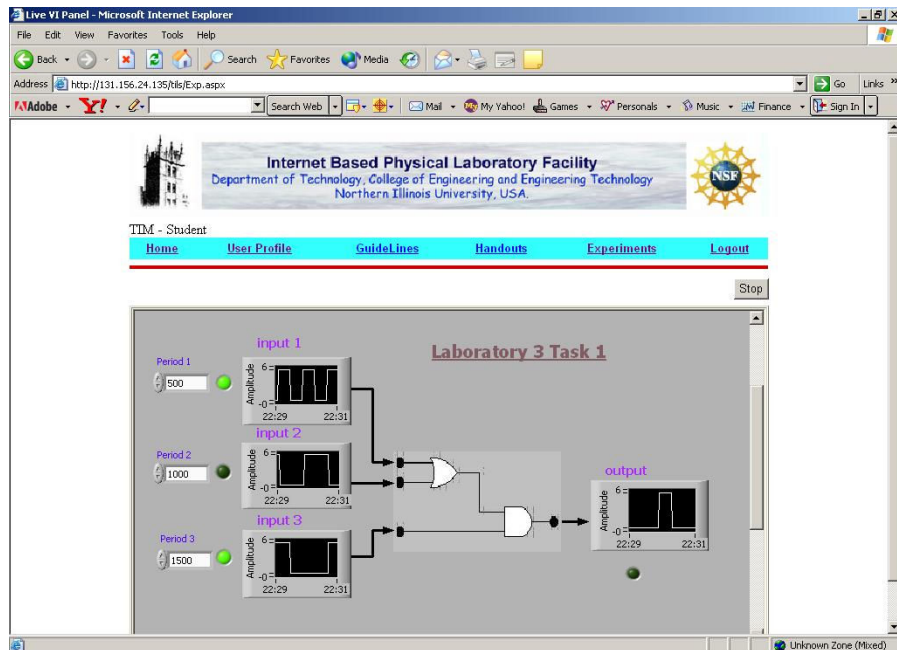 Live VI Panel - Microsoft Internet Explorer
File Edit View Favorites Tools Help
Back Search Favorites Media
Address http://131.156.24.135/tils/Exp.aspx Go Links »
Adobe Y! Search Web Mail My Yahoo! Games Personals Music Finance Sign In
Internet Based Physical Laboratory Facility
Department of Technology, College of Engineering and Engineering Technology
Northern Illinois University, USA.
NSF
TIM - Student
Home User Profile GuideLines Handouts Experiments Logout
Stop
Laboratory 3 Task 1
input 1
Period 1
500
Amplitude
6
-0
22:29 22:31
input 2
Period 2
1000
Amplitude
6
-0
22:29 22:31
input 3
Period 3
1500
Amplitude
6
-0
22:29 22:31
output
Amplitude
6
-0
22:29 22:31
Unknown Zone (Mixed)